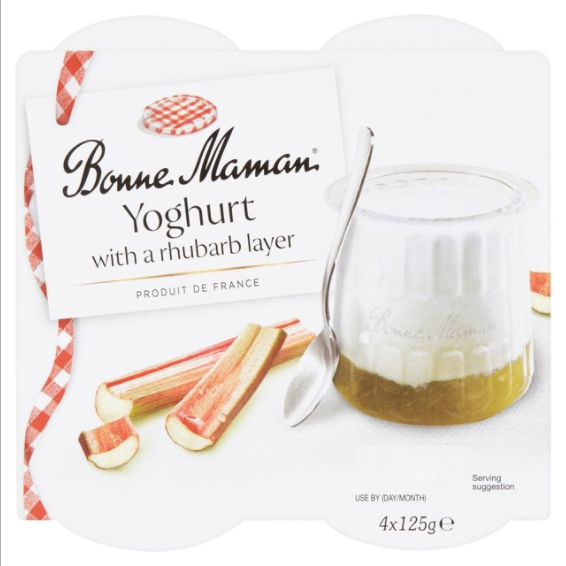 Bonne Maman®
Yoghurt
with a rhubarb layer
PRODUIT DE FRANCE
Bonne Maman
Serving
suggestion
USE BY (DAY/MONTH)
4x125g ℮